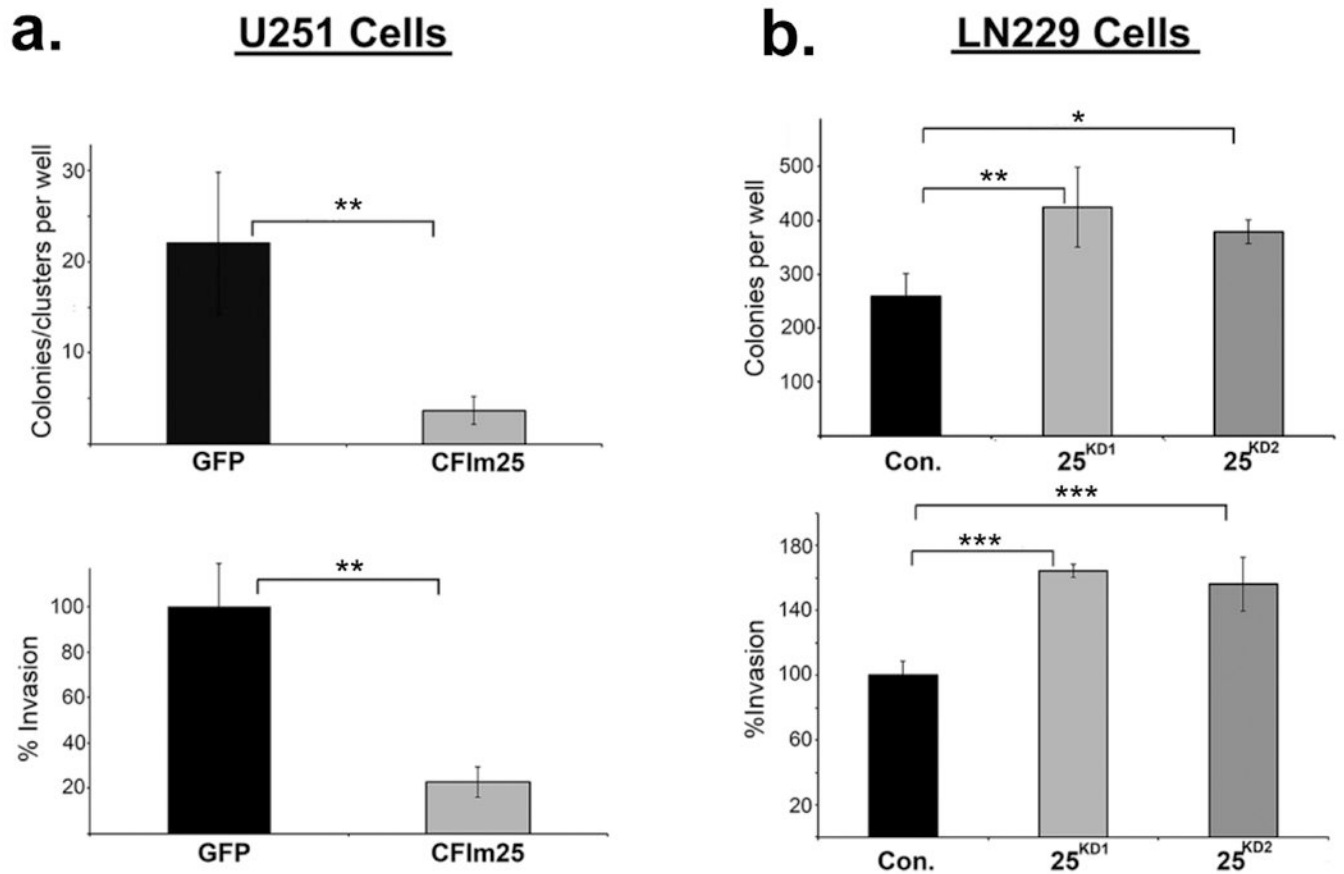 a.
U251 Cells
Colonies/clusters per well
30
20
10
**
GFP
CFIm25
% Invasion
100
80
60
40
20
**
GFP
CFIm25
b.
LN229 Cells
Colonies per well
500
400
300
200
100
*
**
Con.
25KD1
25KD2
%Invasion
180
140
100
60
20
***
***
Con.
25KD1
25KD2